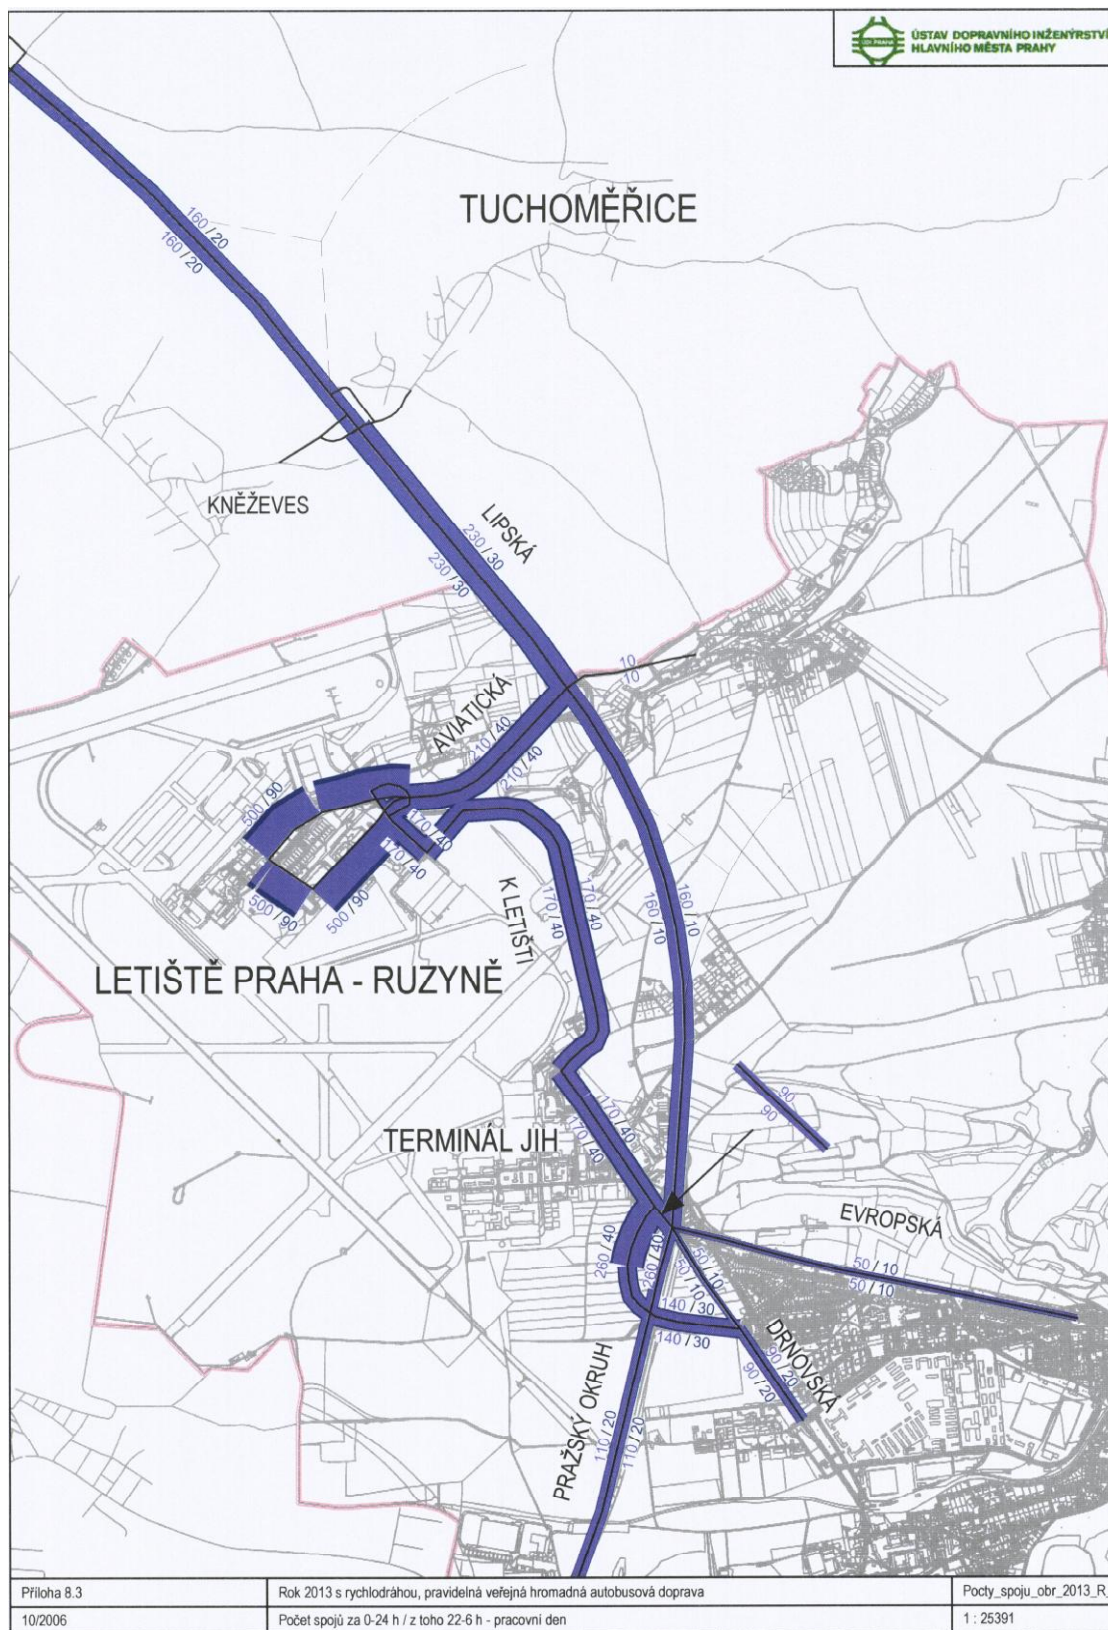 ÚSTAV DOPRAVNÍHO INŽENÝRSTVÍ
HLAVNÍHO MĚSTA PRAHY
TUCHOMĚŘICE
160 / 20
160 / 20
KNĚŽEVES
LIPSKÁ
230 / 30
230 / 30
10
10
AVIATICKÁ
210 / 40
210 / 40
500 / 90
170 / 40
170 / 40
500 / 90
500 / 90
K LETIŠTI
170 / 40
170 / 40
160 / 10
160 / 10
LETIŠTĚ PRAHA - RUZYNĚ
90
90
170 / 40
170 / 40
TERMINÁL JIH
EVROPSKÁ
260 / 40
260 / 40
50 / 10
50 / 10
50 / 10
50 / 10
140 / 30
140 / 30
DRNOVSKÁ
90 / 20
90 / 20
PRAŽSKÝ OKRUH
110 / 20
110 / 20
Příloha 8.3
Rok 2013 s rychlodráhou, pravidelná veřejná hromadná autobusová doprava
Pocty_spoju_obr_2013_R_
10/2006
Počet spojů za 0-24 h / z toho 22-6 h - pracovní den
1 : 25391